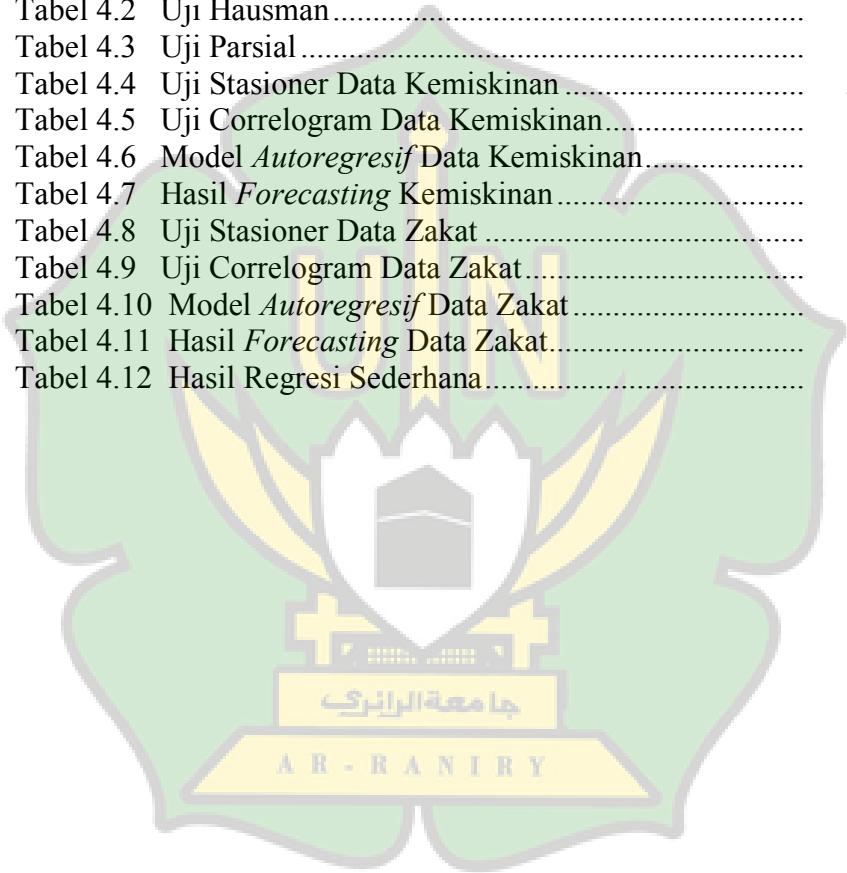 Tabel 4.2 Uji Hausman............................................................
Tabel 4.3 Uji Parsial................................................................
Tabel 4.4 Uji Stasioner Data Kemiskinan..............................
Tabel 4.5 Uji Correlogram Data Kemiskinan.........................
Tabel 4.6 Model Autoregresif Data Kemiskinan....................
Tabel 4.7 Hasil Forecasting Kemiskinan...............................
Tabel 4.8 Uji Stasioner Data Zakat........................................
Tabel 4.9 Uji Correlogram Data Zakat...................................
Tabel 4.10 Model Autoregresif Data Zakat.............................
Tabel 4.11 Hasil Forecasting Data Zakat................................
Tabel 4.12 Hasil Regresi Sederhana........................................
UIN
جامعةالرانري
AR-RANIRY